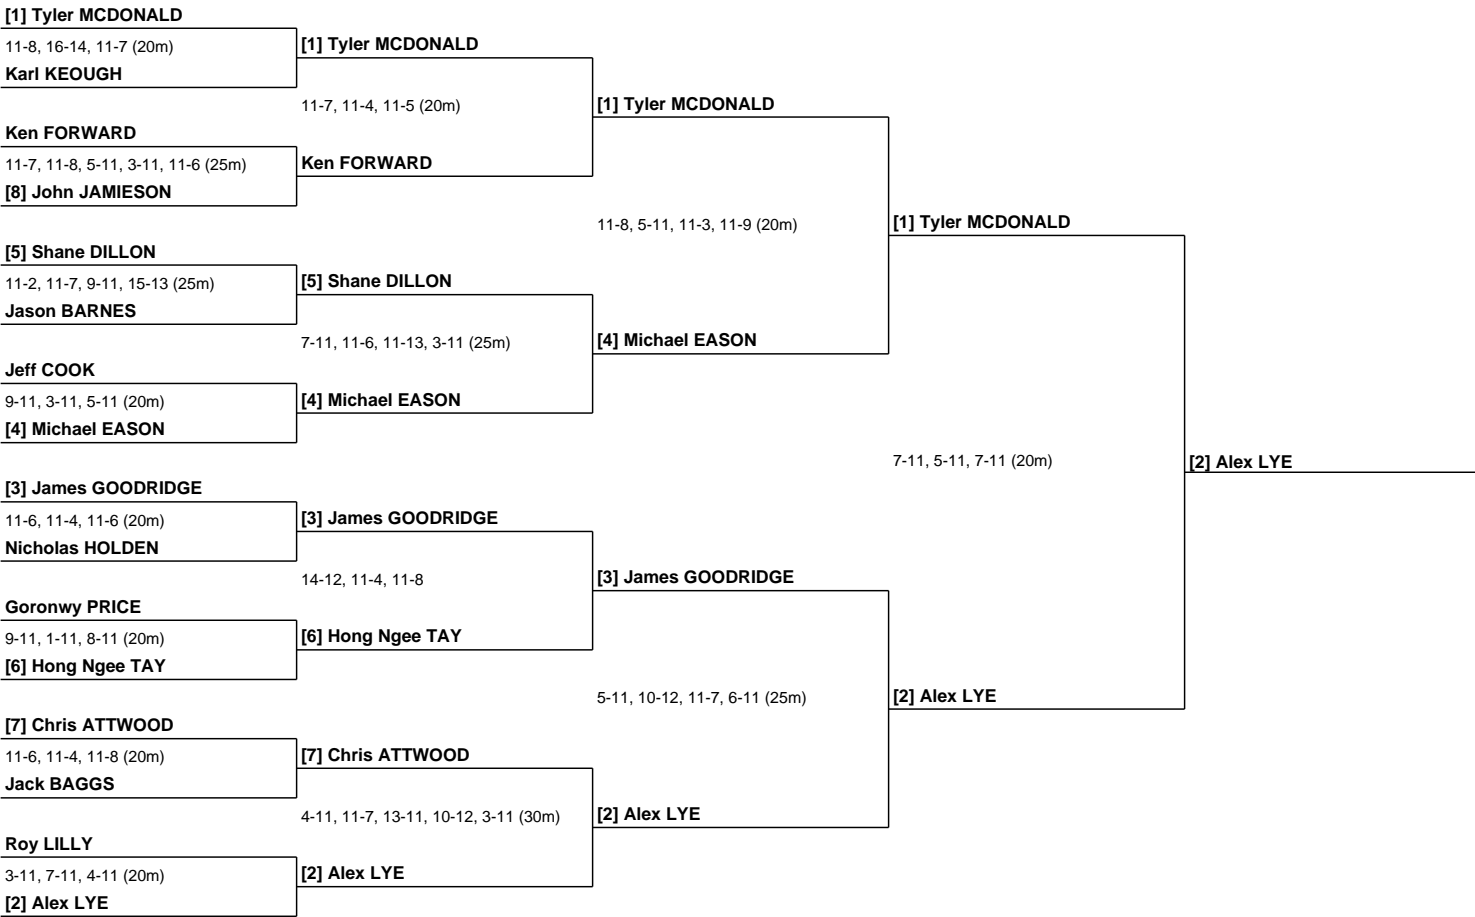 [1] Tyler MCDONALD
11-8, 16-14, 11-7 (20m)
Karl KEOUGH
Ken FORWARD
11-7, 11-8, 5-11, 3-11, 11-6 (25m)
[8] John JAMIESON
[5] Shane DILLON
11-2, 11-7, 9-11, 15-13 (25m)
Jason BARNES
Jeff COOK
9-11, 3-11, 5-11 (20m)
[4] Michael EASON
[3] James GOODRIDGE
11-6, 11-4, 11-6 (20m)
Nicholas HOLDEN
Goronwy PRICE
9-11, 1-11, 8-11 (20m)
[6] Hong Ngee TAY
[7] Chris ATTWOOD
11-6, 11-4, 11-8 (20m)
Jack BAGGS
Roy LILLY
3-11, 7-11, 4-11 (20m)
[2] Alex LYE
[1] Tyler MCDONALD
11-7, 11-4, 11-5 (20m)
Ken FORWARD
[5] Shane DILLON
7-11, 11-6, 11-13, 3-11 (25m)
[4] Michael EASON
[3] James GOODRIDGE
14-12, 11-4, 11-8
[6] Hong Ngee TAY
[7] Chris ATTWOOD
4-11, 11-7, 13-11, 10-12, 3-11 (30m)
[2] Alex LYE
[1] Tyler MCDONALD
11-8, 5-11, 11-3, 11-9 (20m)
[4] Michael EASON
[3] James GOODRIDGE
5-11, 10-12, 11-7, 6-11 (25m)
[2] Alex LYE
[1] Tyler MCDONALD
7-11, 5-11, 7-11 (20m)
[2] Alex LYE
[2] Alex LYE